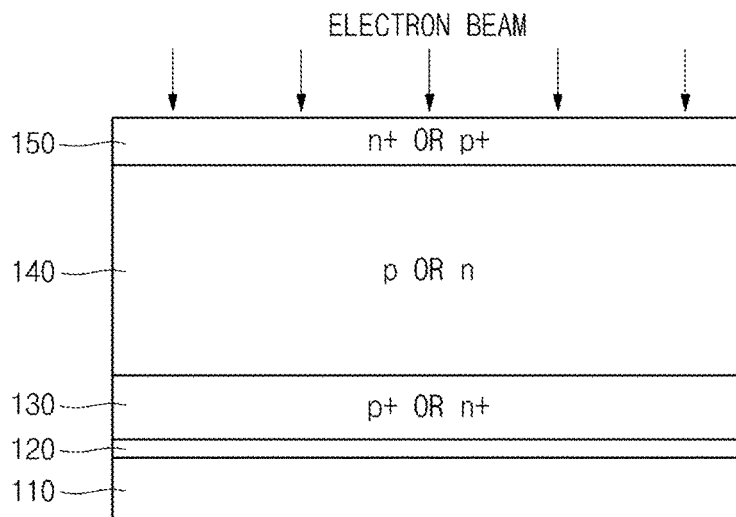 ELECTRON BEAM
150
n+ OR p+
140
p OR n
130
p+ OR n+
120
110